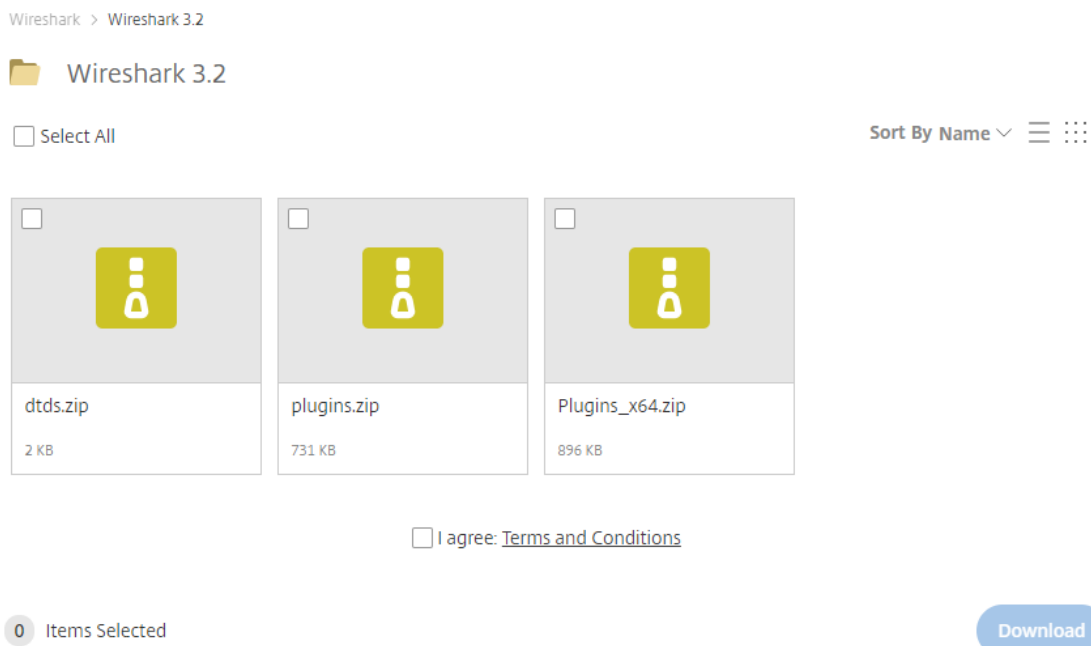 Wireshark > Wireshark 3.2
Wireshark 3.2
Select All
Sort By Name
dtds.zip
2 KB
plugins.zip
731 KB
Plugins_x64.zip
896 KB
I agree: Terms and Conditions
0 Items Selected
Download